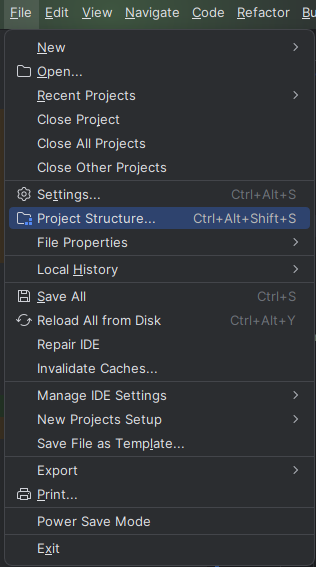 File Edit View Navigate Code Refactor Bu
New
Open...
Recent Projects
Close Project
Close All Projects
Close Other Projects
Settings... Ctrl+Alt+S
Project Structure... Ctrl+Alt+Shift+S
File Properties
Local History
Save All Ctrl+S
Reload All from Disk Ctrl+Alt+Y
Repair IDE
Invalidate Caches...
Manage IDE Settings
New Projects Setup
Save File as Template...
Export
Print...
Power Save Mode
Exit